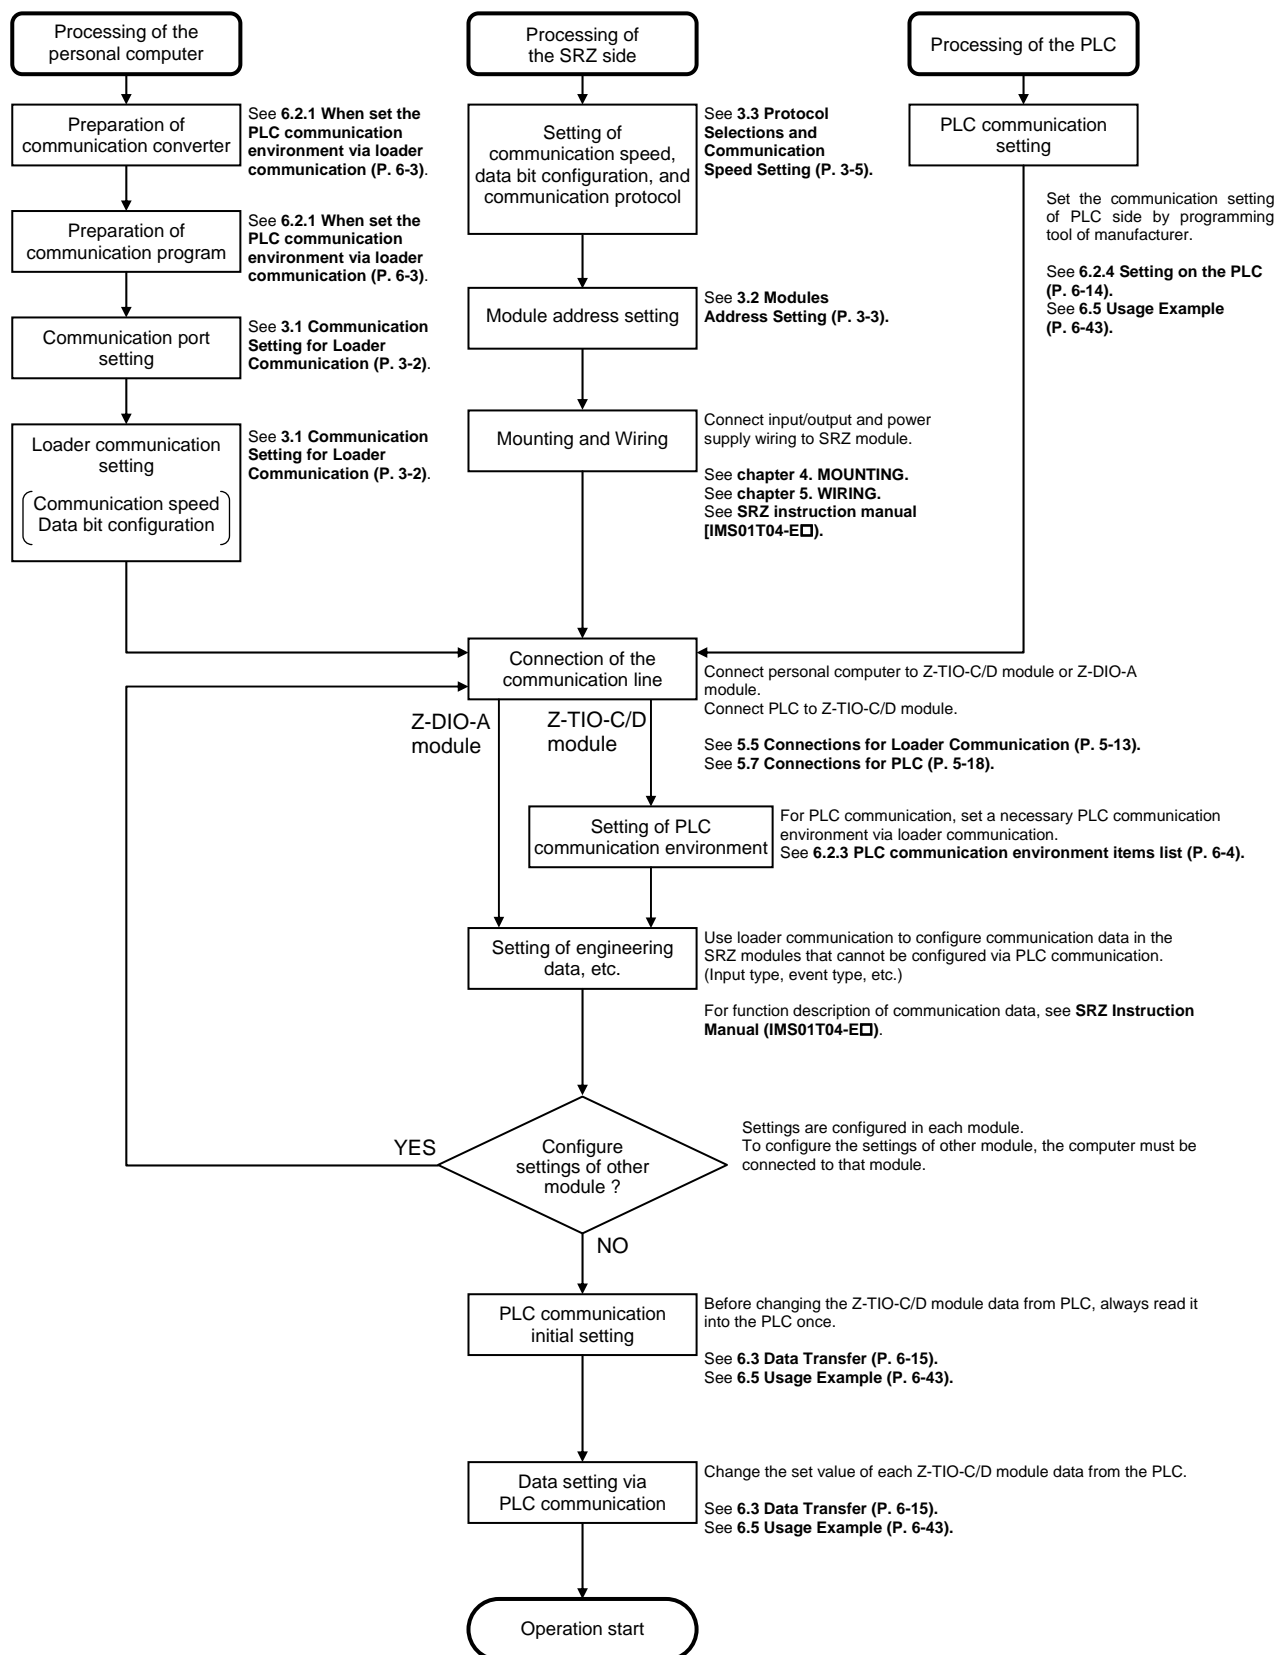 Processing of the
personal computer
Processing of
the SRZ side
Processing of the PLC
Preparation of
communication converter
See 6.2.1 When set the
PLC communication
environment via loader
communication (P. 6-3).
Setting of
communication speed,
data bit configuration, and
communication protocol
See 3.3 Protocol
Selections and
Communication
Speed Setting (P. 3-5).
PLC communication
setting
Set the communication setting
of PLC side by programming
tool of manufacturer.
See 6.2.4 Setting on the PLC
(P. 6-14).
See 6.5 Usage Example
(P. 6-43).
Preparation of
communication program
See 6.2.1 When set the
PLC communication
environment via loader
communication (P. 6-3).
Communication port
setting
See 3.1 Communication
Setting for Loader
Communication (P. 3-2).
Module address setting
See 3.2 Modules
Address Setting (P. 3-3).
Loader communication
setting
Communication speed
Data bit configuration
See 3.1 Communication
Setting for Loader
Communication (P. 3-2).
Mounting and Wiring
Connect input/output and power
supply wiring to SRZ module.
See chapter 4. MOUNTING.
See chapter 5. WIRING.
See SRZ instruction manual
[IMS01T04-E□).
Connection of the
communication line
Connect personal computer to Z-TIO-C/D module or Z-DIO-A
module.
Connect PLC to Z-TIO-C/D module.
See 5.5 Connections for Loader Communication (P. 5-13).
See 5.7 Connections for PLC (P. 5-18).
Z-DIO-A
module
Z-TIO-C/D
module
Setting of PLC
communication environment
For PLC communication, set a necessary PLC communication
environment via loader communication.
See 6.2.3 PLC communication environment items list (P. 6-4).
Setting of engineering
data, etc.
Use loader communication to configure communication data in the
SRZ modules that cannot be configured via PLC communication.
(Input type, event type, etc.)
For function description of communication data, see SRZ Instruction
Manual (IMS01T04-E□).
YES
Configure
settings of other
module ?
Settings are configured in each module.
To configure the settings of other module, the computer must be
connected to that module.
NO
PLC communication
initial setting
Before changing the Z-TIO-C/D module data from PLC, always read it
into the PLC once.
See 6.3 Data Transfer (P. 6-15).
See 6.5 Usage Example (P. 6-43).
Data setting via
PLC communication
Change the set value of each Z-TIO-C/D module data from the PLC.
See 6.3 Data Transfer (P. 6-15).
See 6.5 Usage Example (P. 6-43).
Operation start